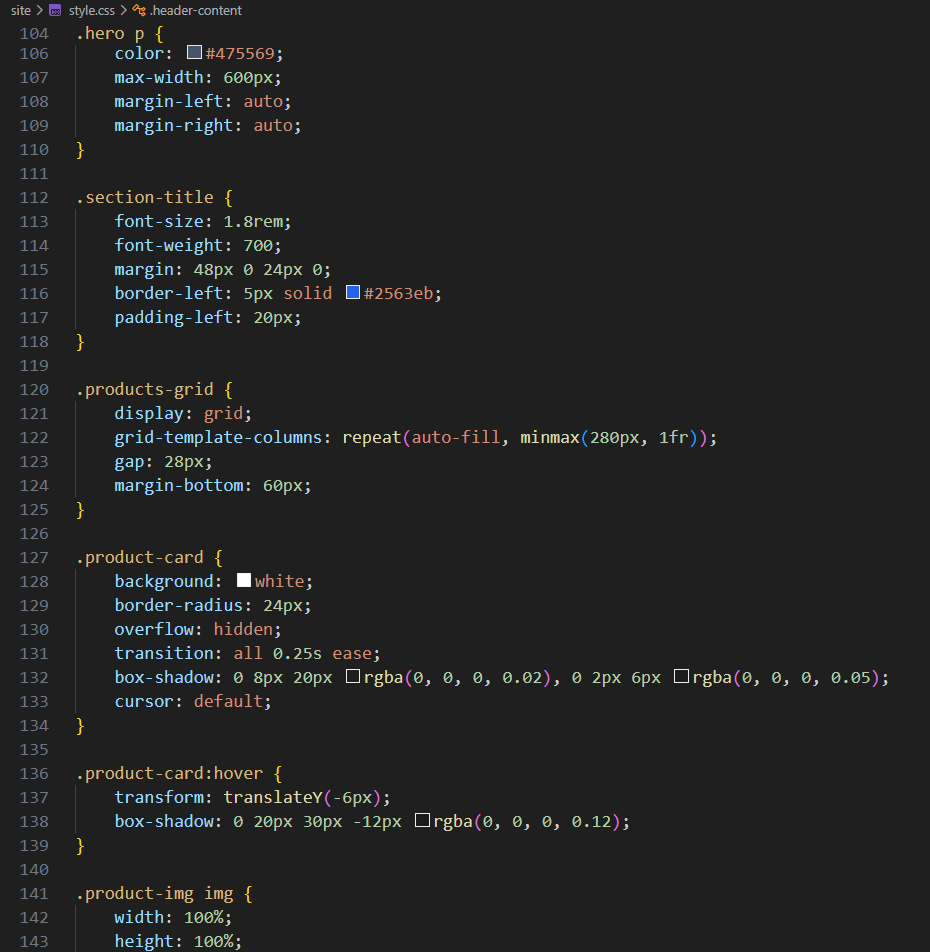 site > style.css > .header-content
104 .hero p {
106     color: #475569;
107     max-width: 600px;
108     margin-left: auto;
109     margin-right: auto;
110 }
111
112 .section-title {
113     font-size: 1.8rem;
114     font-weight: 700;
115     margin: 48px 0 24px 0;
116     border-left: 5px solid #2563eb;
117     padding-left: 20px;
118 }
119
120 .products-grid {
121     display: grid;
122     grid-template-columns: repeat(auto-fill, minmax(280px, 1fr));
123     gap: 28px;
124     margin-bottom: 60px;
125 }
126
127 .product-card {
128     background: white;
129     border-radius: 24px;
130     overflow: hidden;
131     transition: all 0.25s ease;
132     box-shadow: 0 8px 20px rgba(0, 0, 0, 0.02), 0 2px 6px rgba(0, 0, 0, 0.05);
133     cursor: default;
134 }
135
136 .product-card:hover {
137     transform: translateY(-6px);
138     box-shadow: 0 20px 30px -12px rgba(0, 0, 0, 0.12);
139 }
140
141 .product-img img {
142     width: 100%;
143     height: 100%;